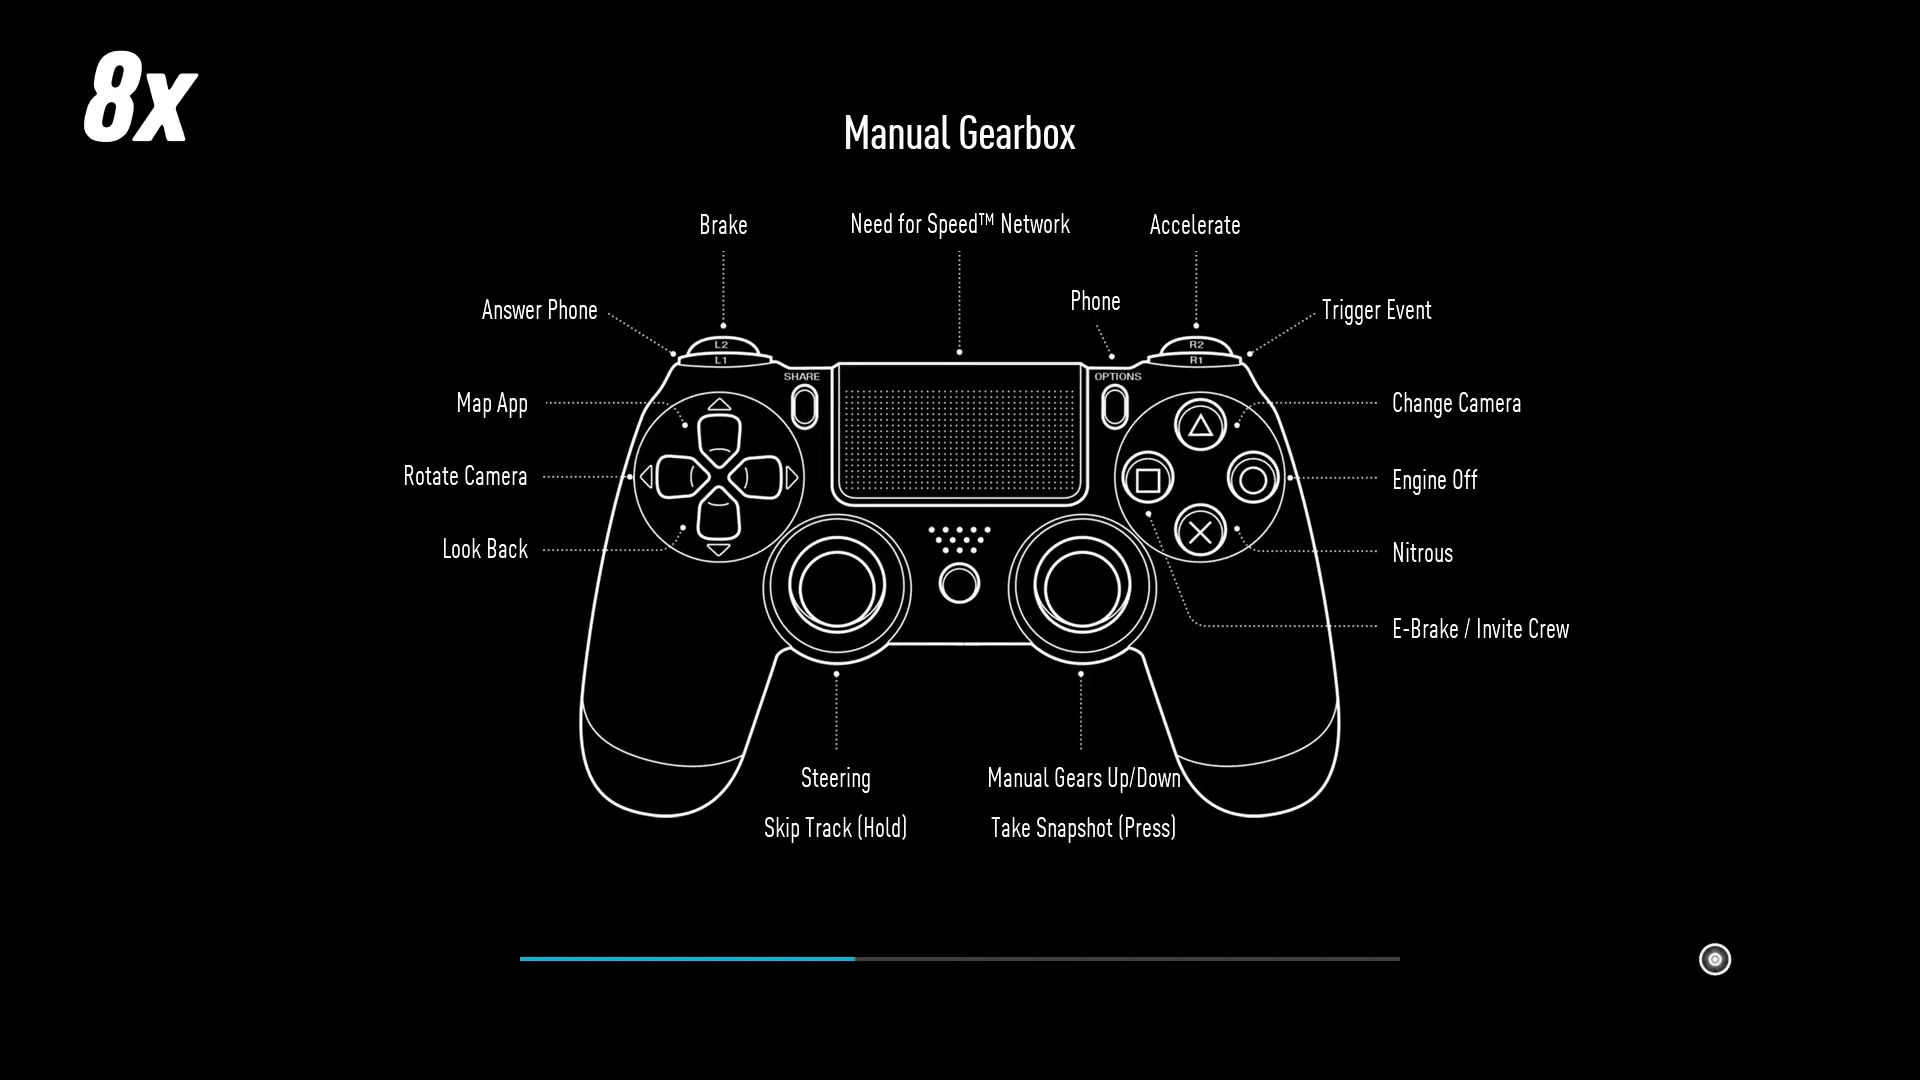 8x
Manual Gearbox
Brake
Need for Speed™ Network
Accelerate
Phone
Answer Phone
Trigger Event
L2
R2
L1
R1
SHARE
OPTIONS
Map App
Change Camera
Rotate Camera
Engine Off
Look Back
Nitrous
E-Brake / Invite Crew
Steering
Manual Gears Up/Down
Skip Track (Hold)
Take Snapshot (Press)